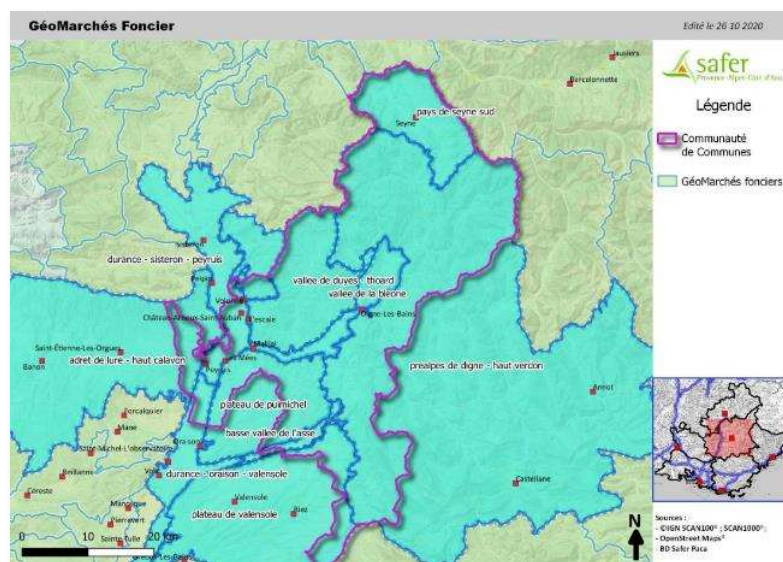 GéoMarchés Foncier
Edité le 26 10 2020
Jausiers
Barcelonnette
safer
Provence-Alpes-Côte d'Azur
Légende
Communauté
de Communes
GéoMarchés fonciers
pays de seyne sud
Seyne
Sisteron
durance - sisteron - peyruis
Peipin
vallee de duyes - thoard
vallee de la bleone
Volonne
Château-Arnoux-Saint-Auban
L'escale
Digne-Les-Bains
Malijai
Saint-Étienne-Les-Orgues
adret de lure - haut calavon
Banon
Les Mées
Peyruis
prealpes de digne - haut verdon
Annot
plateau de puimichel
Forcalquier
Mane
basse vallee de l'asse
Oraison
Saint-Michel-L'observatoire
durance - oraison - valensole
Reillanne
Céreste
Valensole
Castellane
Manosque
plateau de valensole
Riez
Pierrevert
Sainte-Tulle
0 10 20 km
N
Sources :
- ©IGN SCAN100® ; SCAN1000® ;
- OpenStreet Maps®
- BD Safer Paca